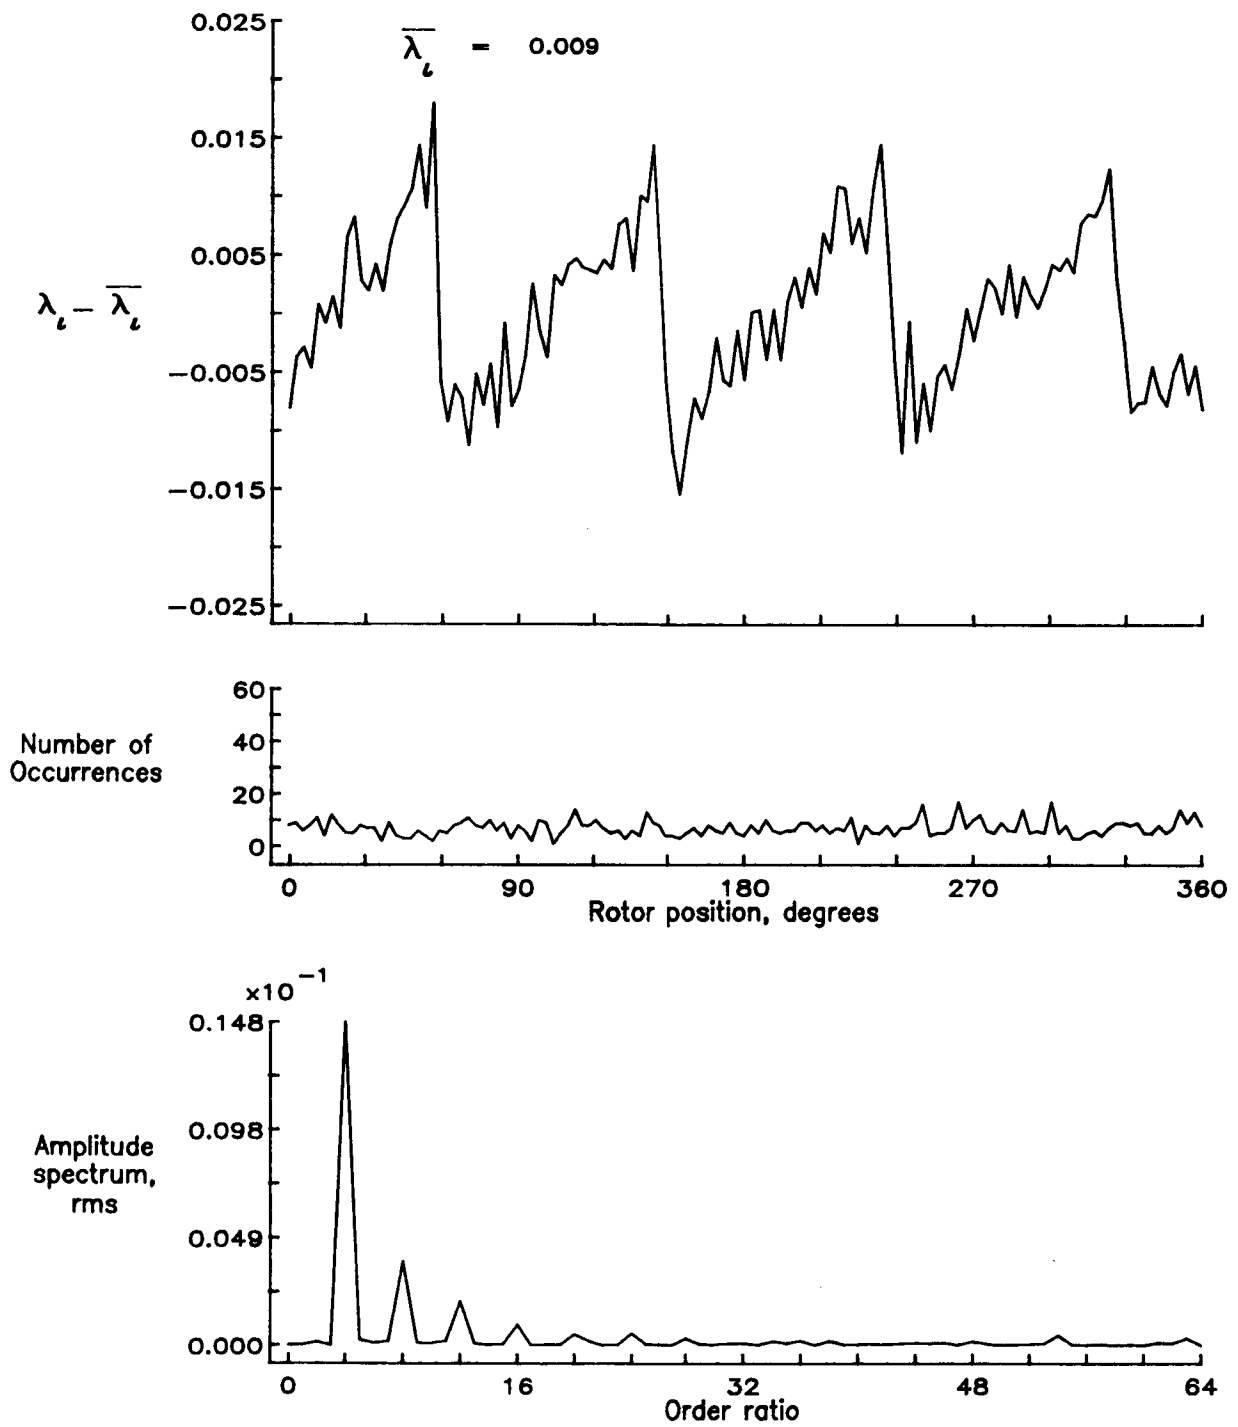 0.025
λ̅ι = 0.009
0.015
0.005
λι – λ̅ι
−0.005
−0.015
−0.025
60
Number of
Occurrences
40
20
0
0 90 180 270 360
Rotor position, degrees
×10 −1
0.148
0.098
Amplitude
spectrum,
rms
0.049
0.000
0 16 32 48 64
Order ratio